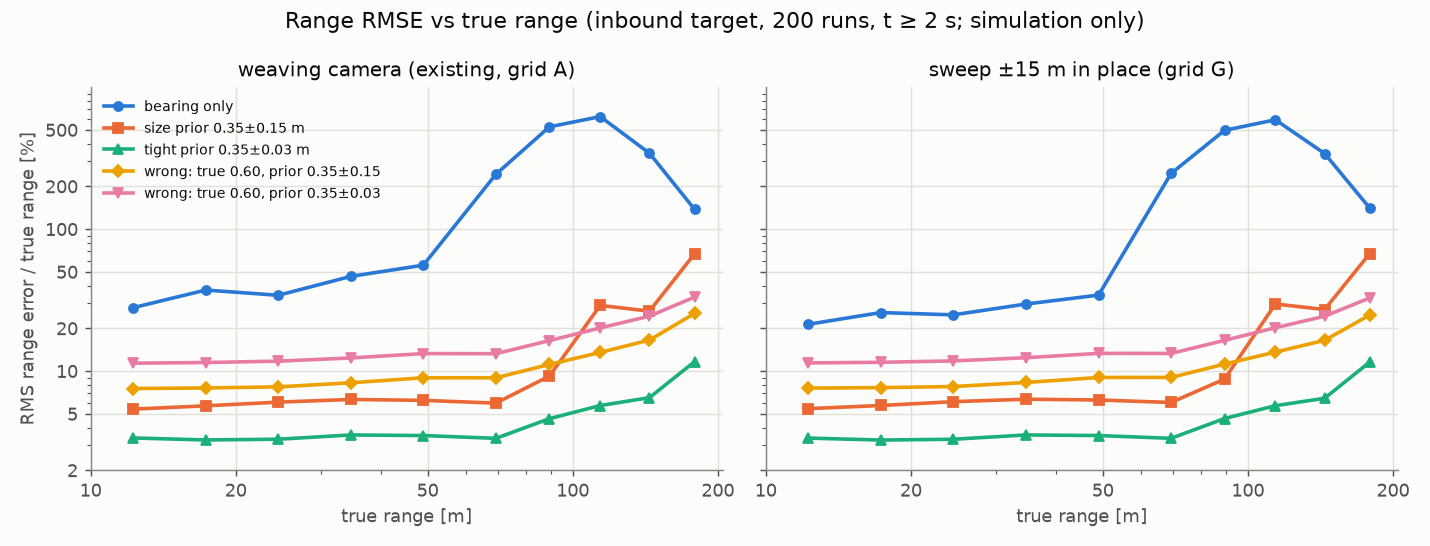 Range RMSE vs true range (inbound target, 200 runs, t ≥ 2 s; simulation only)
weaving camera (existing, grid A)
sweep ±15 m in place (grid G)
RMS range error / true range [%]
bearing only
size prior 0.35±0.15 m
tight prior 0.35±0.03 m
wrong: true 0.60, prior 0.35±0.15
wrong: true 0.60, prior 0.35±0.03
500
200
100
50
20
10
5
2
10 20 50 100 200
10 20 50 100 200
true range [m]
true range [m]